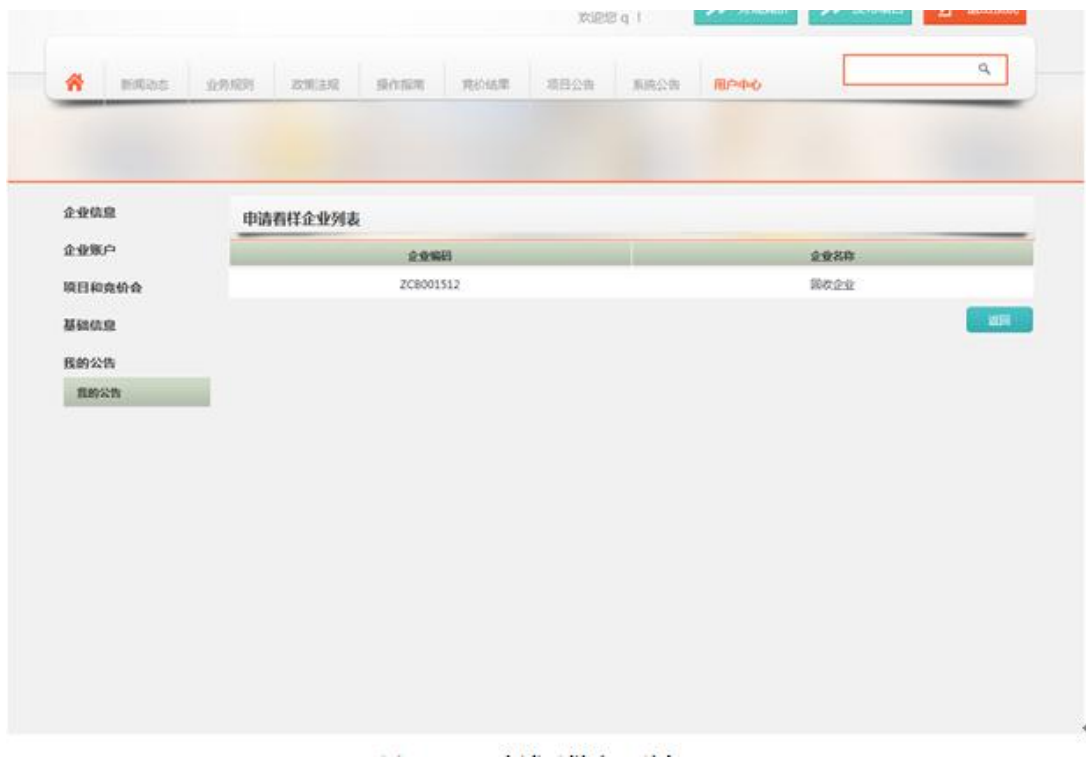 欢迎您 q !
新闻动态 业务规则 政策法规 操作指南 竞价结果 项目公告 系统公告 用户中心
企业信息
企业账户
项目和竞价会
基础信息
我的公告
我的公告
申请看样企业列表
企业编码 企业名称
ZCB001512 回收企业
返回